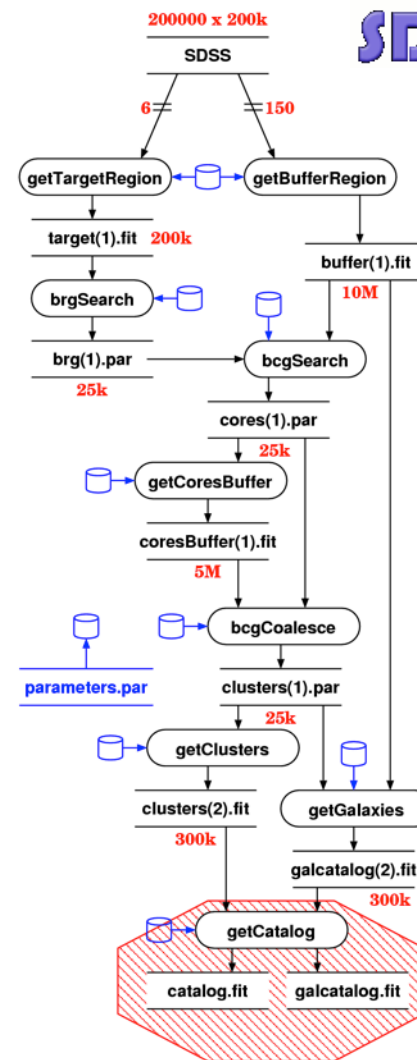 200000 x 200k
SDSS
6
150
getTargetRegion
getBufferRegion
target(1).fit
200k
buffer(1).fit
10M
brgSearch
brg(1).par
25k
bcgSearch
cores(1).par
25k
getCoresBuffer
coresBuffer(1).fit
5M
bcgCoalesce
parameters.par
clusters(1).par
25k
getClusters
clusters(2).fit
300k
getGalaxies
galcatalog(2).fit
300k
getCatalog
catalog.fit
galcatalog.fit